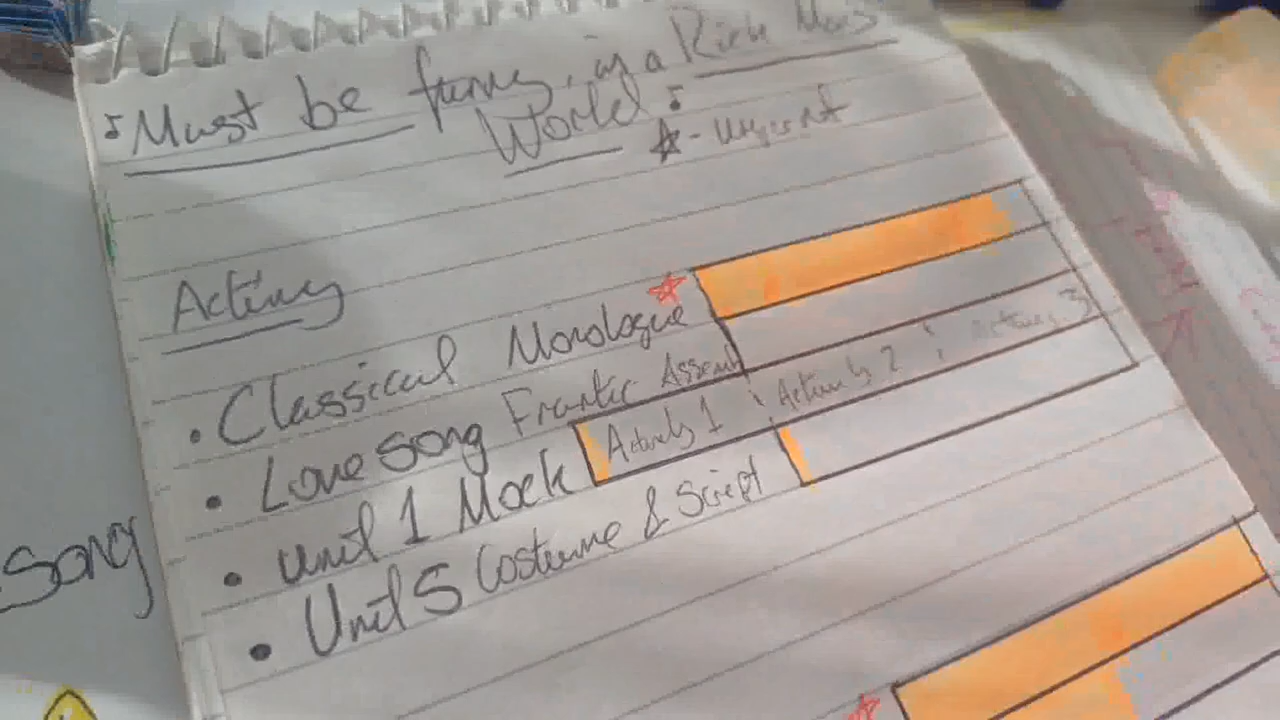 ♪ Must be funny, in a Rich Man's
World ♪
☆ - Urgent
Acting
• Classical Monologue ☆
• Love song Frantic Assem
• Unit 1 Mock Activity 1 Activity 2 Activity 3
• Unit 5 Costume & Script
Song